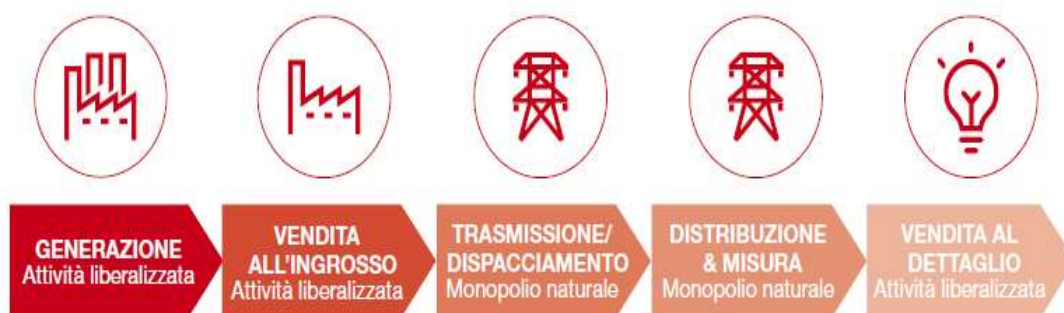 GENERAZIONE
Attività liberalizzata
VENDITA
ALL'INGROSSO
Attività liberalizzata
TRASMISSIONE/
DISPACCIAMENTO
Monopolio naturale
DISTRIBUZIONE
& MISURA
Monopolio naturale
VENDITA AL
DETTAGLIO
Attività liberalizzata